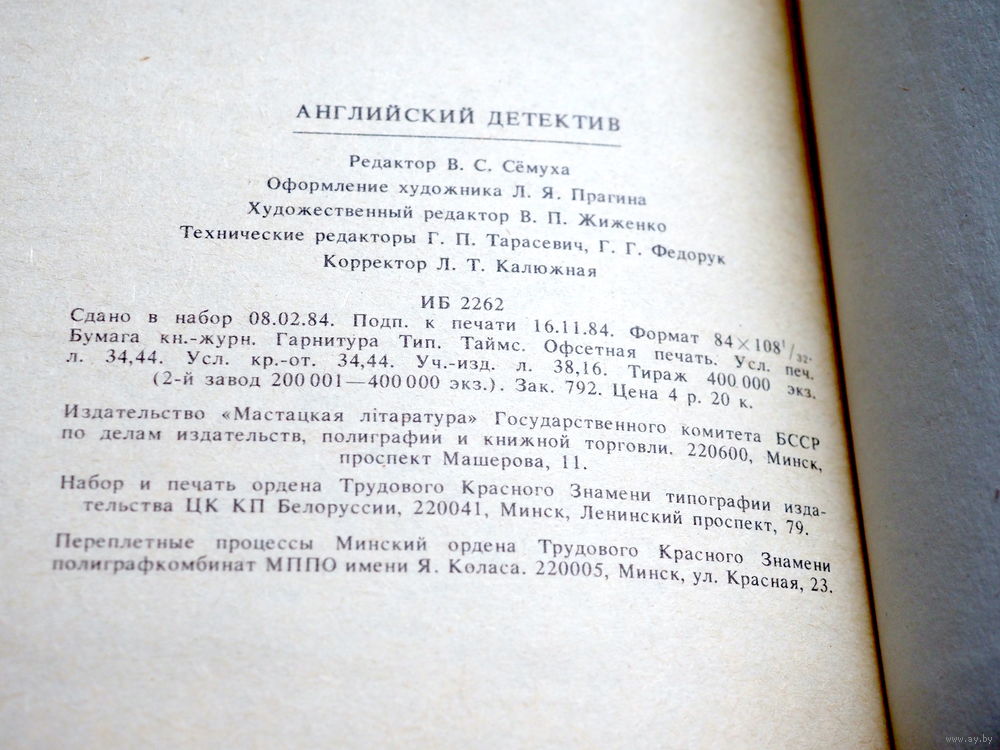 АНГЛИЙСКИЙ ДЕТЕКТИВ
Редактор В. С. Сёмуха
Оформление художника Л. Я. Прагина
Художественный редактор В. П. Жиженко
Технические редакторы Г. П. Тарасевич, Г. Г. Федорук
Корректор Л. Т. Калюжная
ИБ 2262
Сдано в набор 08.02.84. Подп. к печати 16.11.84. Формат 84×108¹/₃₂.
Бумага кн.-журн. Гарнитура Тип. Таймс. Офсетная печать. Усл. печ.
л. 34,44. Усл. кр.-от. 34,44. Уч.-изд. л. 38,16. Тираж 400 000 экз.
(2-й завод 200 001—400 000 экз.). Зак. 792. Цена 4 р. 20 к.
Издательство «Мастацкая літаратура» Государственного комитета БССР
по делам издательств, полиграфии и книжной торговли. 220600, Минск,
проспект Машерова, 11.
Набор и печать ордена Трудового Красного Знамени типографии изда-
тельства ЦК КП Белоруссии, 220041, Минск, Ленинский проспект, 79.
Переплетные процессы Минский ордена Трудового Красного Знамени
полиграфкомбинат МППО имени Я. Коласа. 220005, Минск, ул. Красная, 23.
www.ay.by